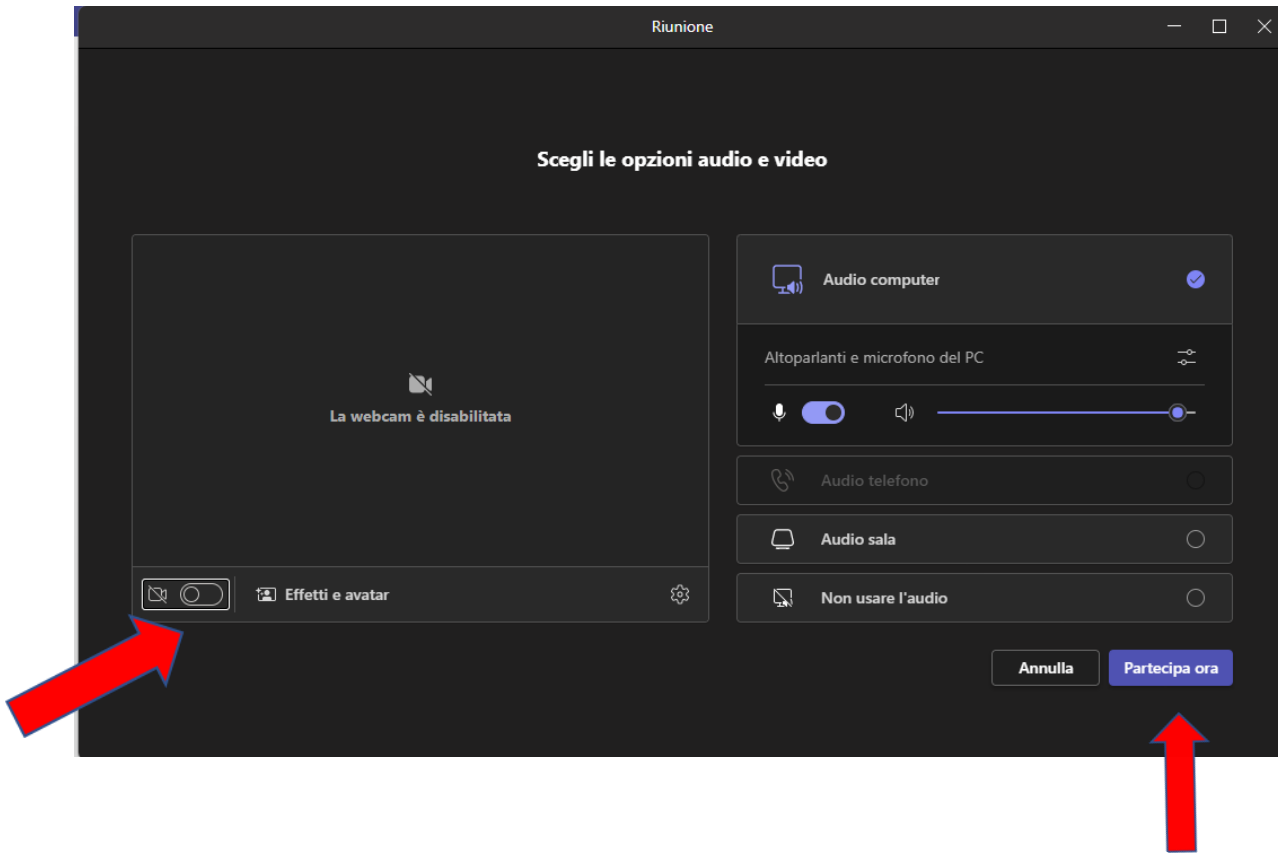 Riunione
Scegli le opzioni audio e video
La webcam è disabilitata
Effetti e avatar
Audio computer
Altoparlanti e microfono del PC
Audio telefono
Audio sala
Non usare l'audio
Annulla
Partecipa ora